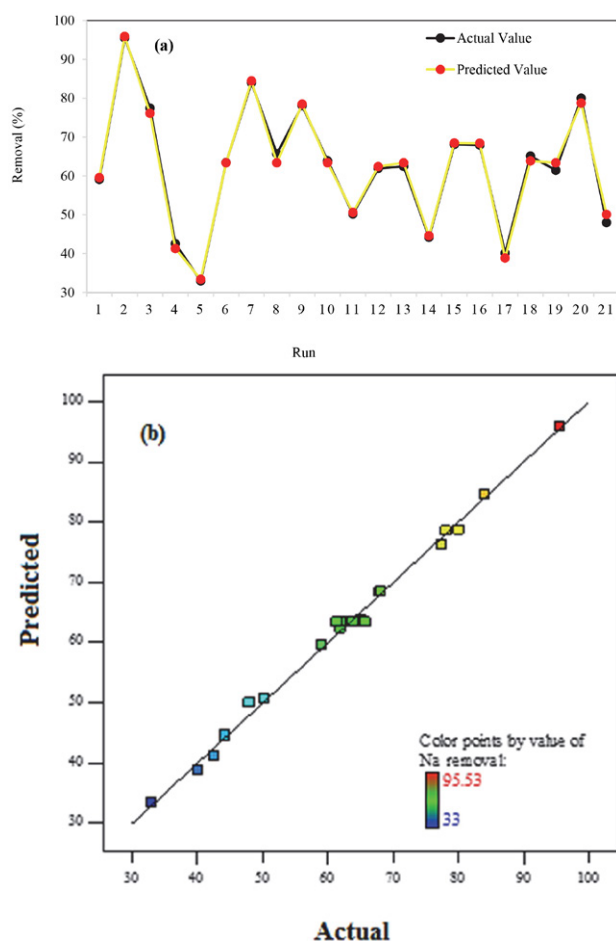 100
90
80
70
60
50
40
30
Removal (%)
(a)
Actual Value
Predicted Value
1 2 3 4 5 6 7 8 9 10 11 12 13 14 15 16 17 18 19 20 21
Run
(b)
100
90
80
70
60
50
40
30
Predicted
Color points by value of
Na removal:
95.53
33
30 40 50 60 70 80 90 100
Actual